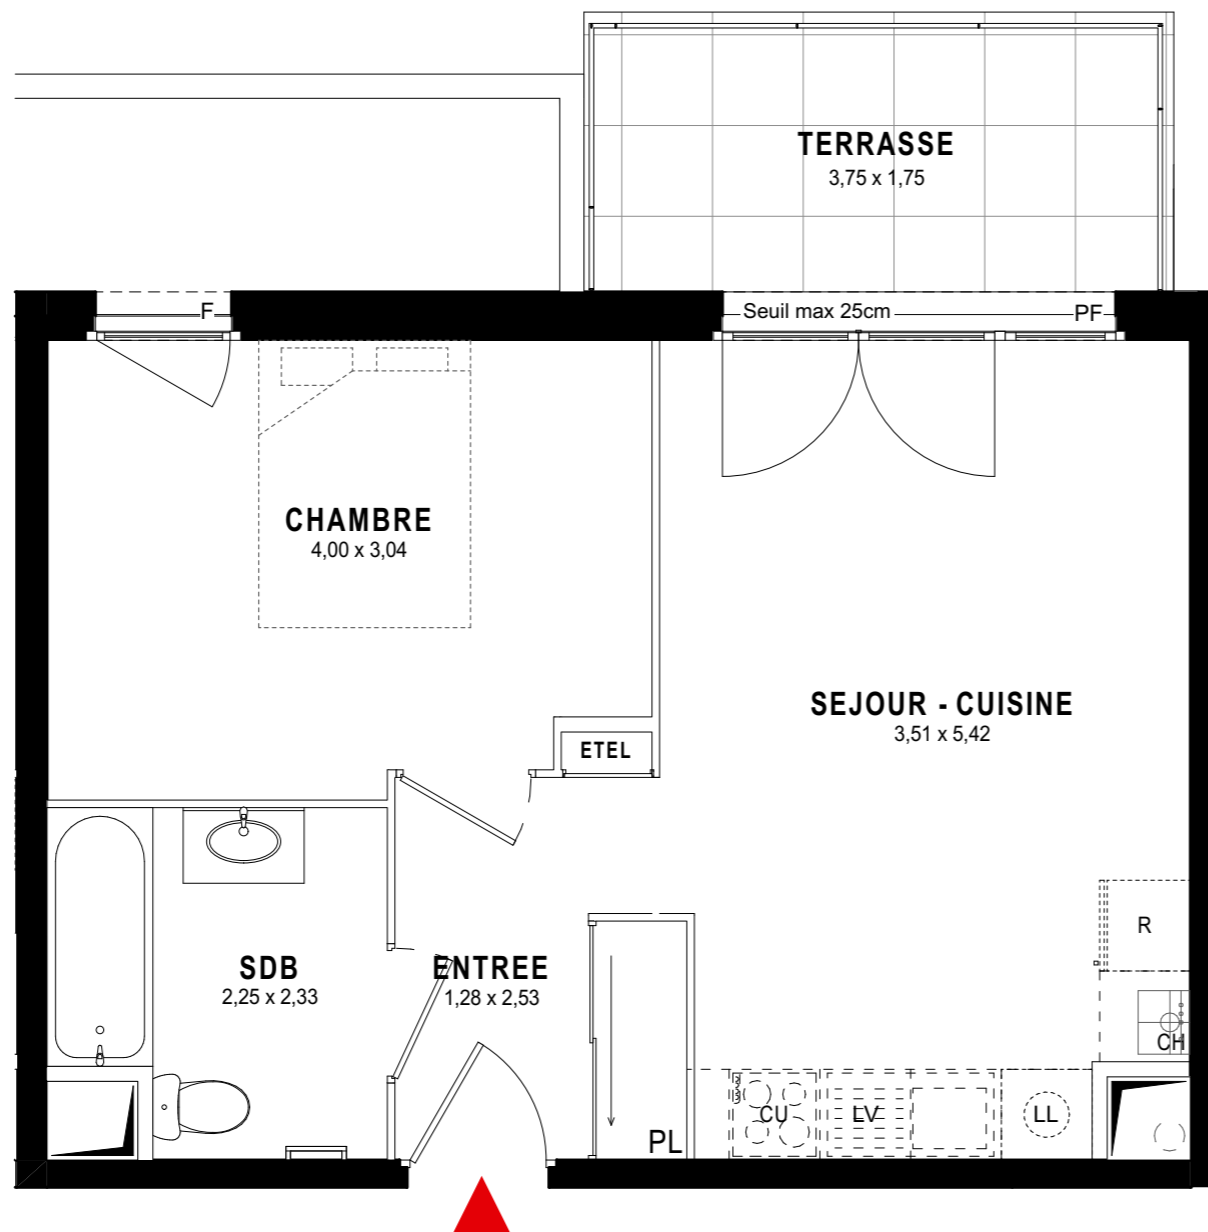 TERRASSE
3,75 x 1,75
F
Seuil max 25cm
PF
CHAMBRE
4,00 x 3,04
SEJOUR - CUISINE
3,51 x 5,42
ETEL
R
SDB
2,25 x 2,33
ENTREE
1,28 x 2,53
CH
CU
LV
LL
PL